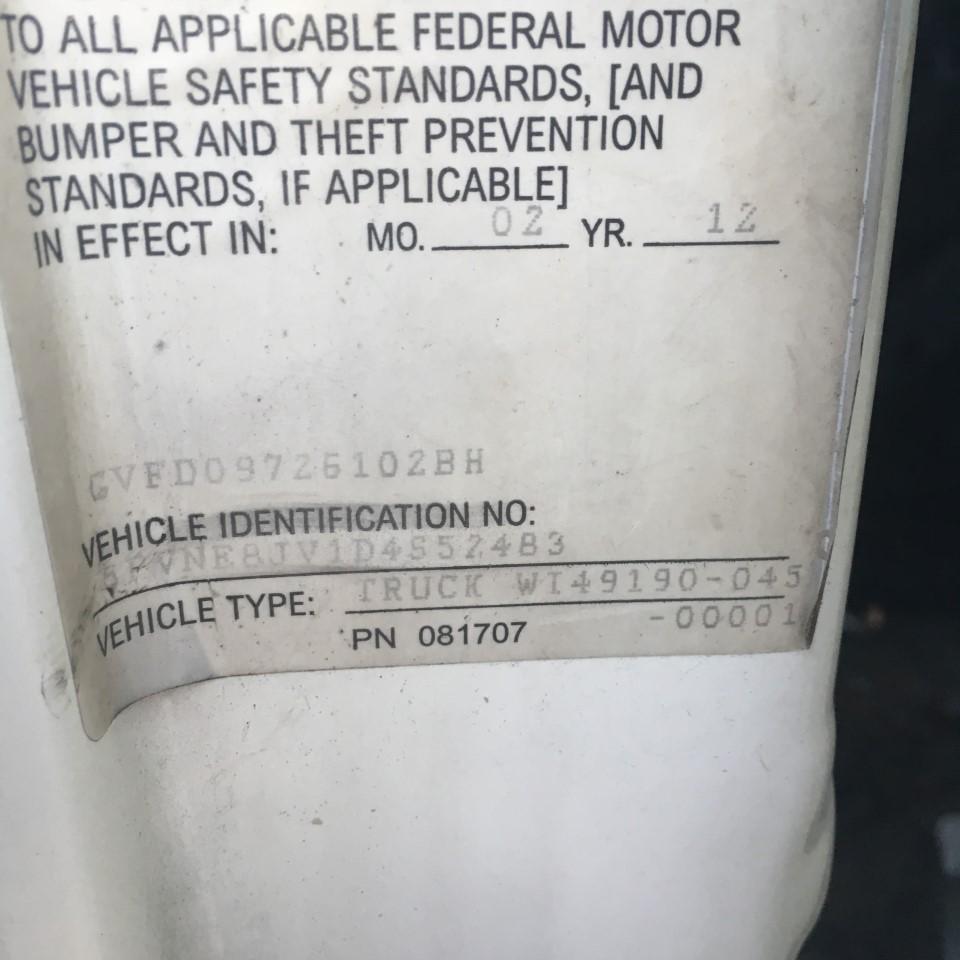 TO ALL APPLICABLE FEDERAL MOTOR
VEHICLE SAFETY STANDARDS, [AND
BUMPER AND THEFT PREVENTION
STANDARDS, IF APPLICABLE]
IN EFFECT IN: MO. 02 YR. 12
GVFD09726102BH
VEHICLE IDENTIFICATION NO:
VEHICLE TYPE: TRUCK WI49190-045
-00001
PN 081707